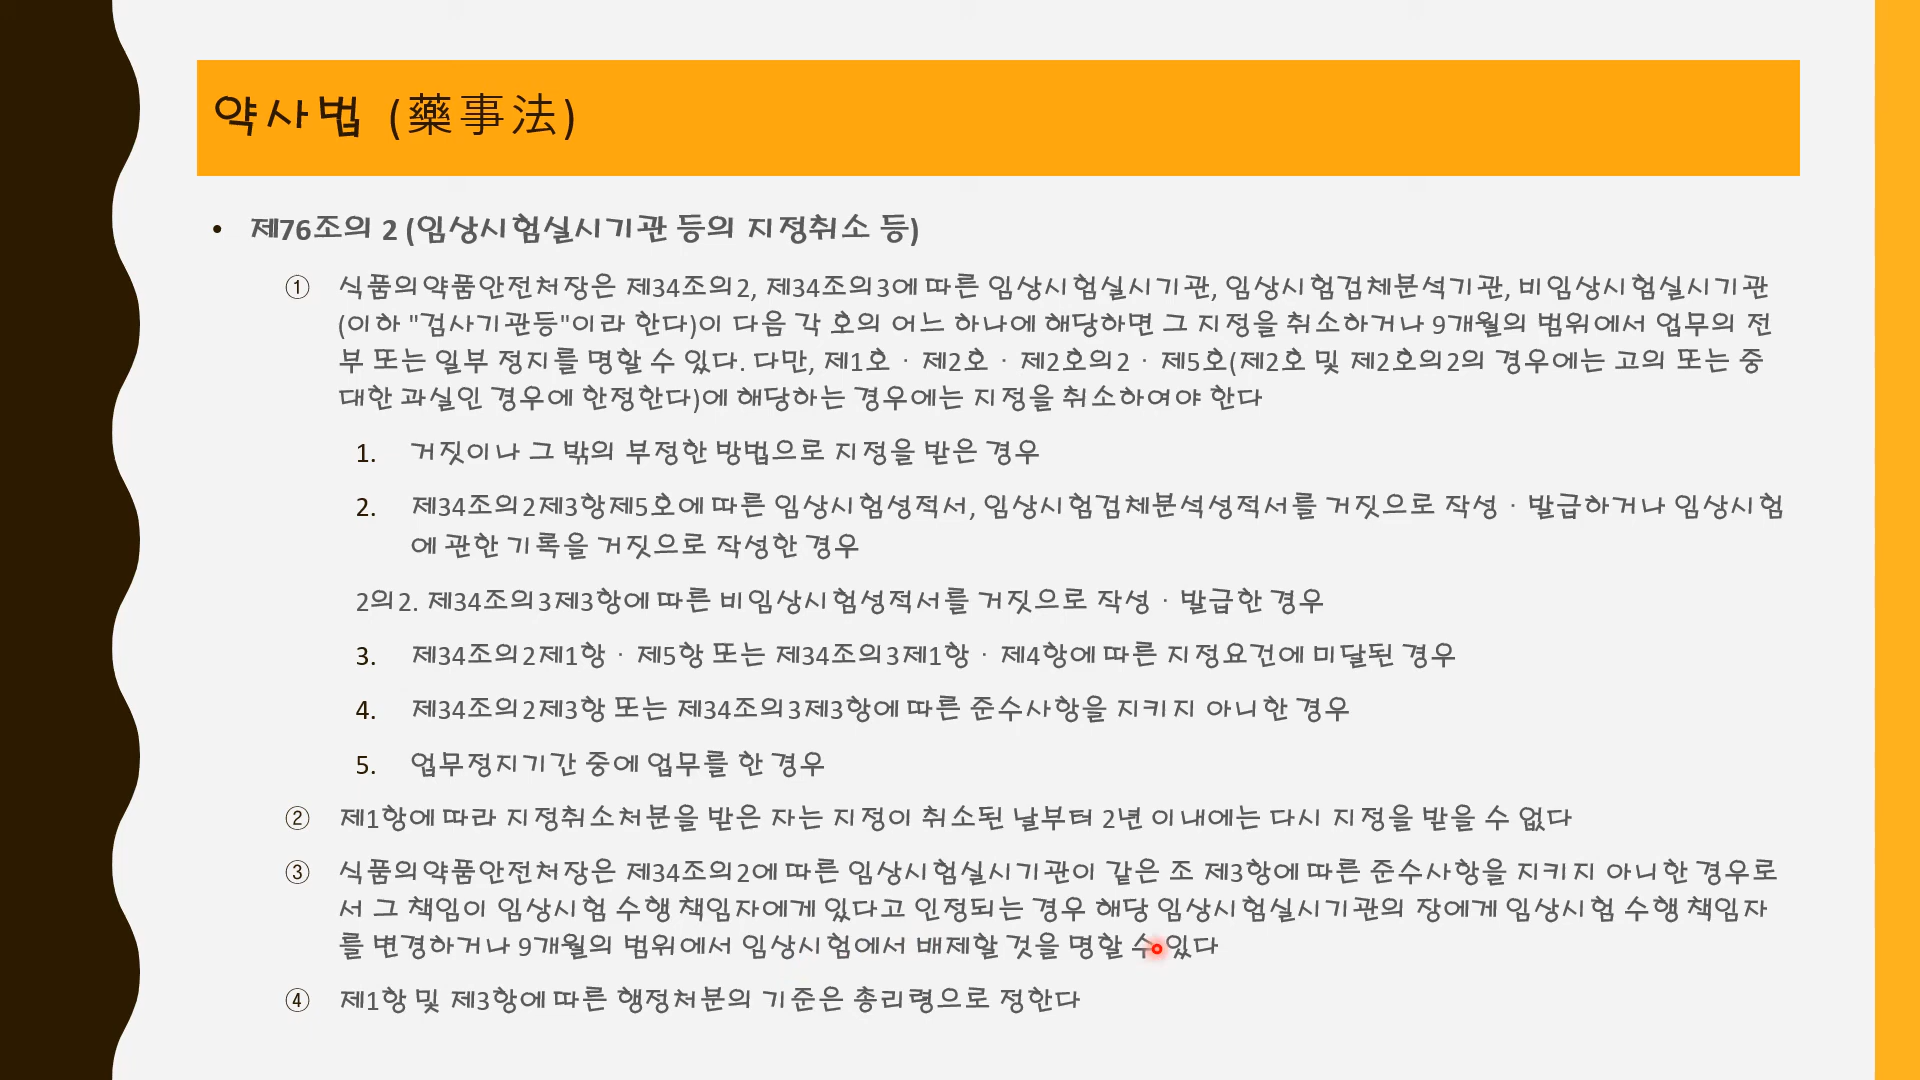 약사법 (藥事法)
• 제76조의 2 (임상시험실시기관 등의 지정취소 등)
① 식품의약품안전처장은 제34조의2, 제34조의3에 따른 임상시험실시기관, 임상시험검체분석기관, 비임상시험실시기관
(이하 "검사기관등"이라 한다)이 다음 각 호의 어느 하나에 해당하면 그 지정을 취소하거나 9개월의 범위에서 업무의 전
부 또는 일부 정지를 명할 수 있다. 다만, 제1호ㆍ제2호ㆍ제2호의2ㆍ제5호(제2호 및 제2호의2의 경우에는 고의 또는 중
대한 과실인 경우에 한정한다)에 해당하는 경우에는 지정을 취소하여야 한다
1. 거짓이나 그 밖의 부정한 방법으로 지정을 받은 경우
2. 제34조의2제3항제5호에 따른 임상시험성적서, 임상시험검체분석성적서를 거짓으로 작성ㆍ발급하거나 임상시험
에 관한 기록을 거짓으로 작성한 경우
2의2. 제34조의3제3항에 따른 비임상시험성적서를 거짓으로 작성ㆍ발급한 경우
3. 제34조의2제1항ㆍ제5항 또는 제34조의3제1항ㆍ제4항에 따른 지정요건에 미달된 경우
4. 제34조의2제3항 또는 제34조의3제3항에 따른 준수사항을 지키지 아니한 경우
5. 업무정지기간 중에 업무를 한 경우
② 제1항에 따라 지정취소처분을 받은 자는 지정이 취소된 날부터 2년 이내에는 다시 지정을 받을 수 없다
③ 식품의약품안전처장은 제34조의2에 따른 임상시험실시기관이 같은 조 제3항에 따른 준수사항을 지키지 아니한 경우로
서 그 책임이 임상시험 수행 책임자에게 있다고 인정되는 경우 해당 임상시험실시기관의 장에게 임상시험 수행 책임자
를 변경하거나 9개월의 범위에서 임상시험에서 배제할 것을 명할 수 있다
④ 제1항 및 제3항에 따른 행정처분의 기준은 총리령으로 정한다